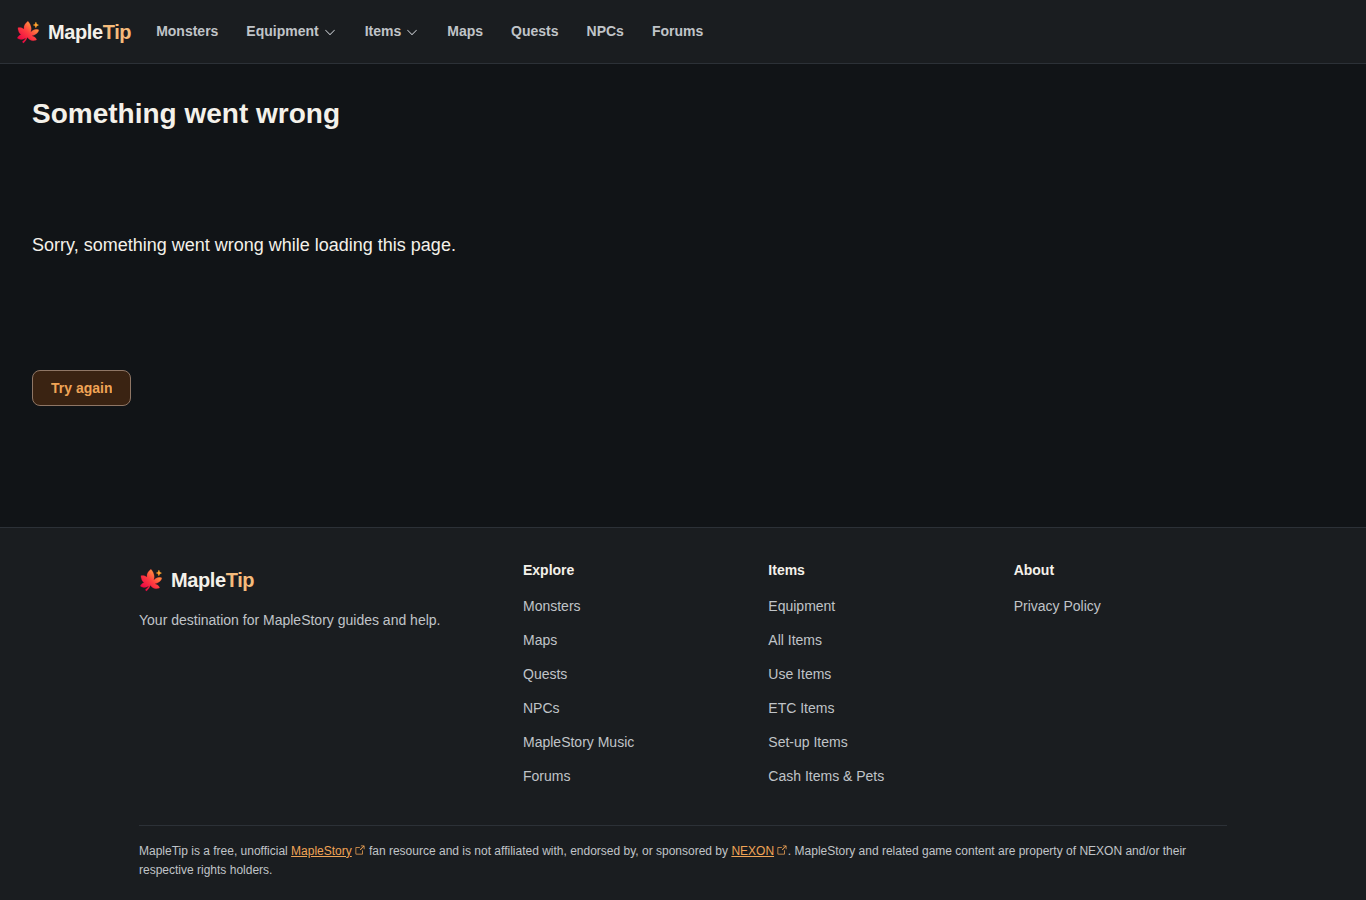 MapleTip Monsters Equipment Items Maps Quests NPCs Forums
Something went wrong
Sorry, something went wrong while loading this page.
Try again
MapleTip
Your destination for MapleStory guides and help.
Explore
Monsters
Maps
Quests
NPCs
MapleStory Music
Forums
Items
Equipment
All Items
Use Items
ETC Items
Set-up Items
Cash Items & Pets
About
Privacy Policy
MapleTip is a free, unofficial MapleStory fan resource and is not affiliated with, endorsed by, or sponsored by NEXON. MapleStory and related game content are property of NEXON and/or their
respective rights holders.